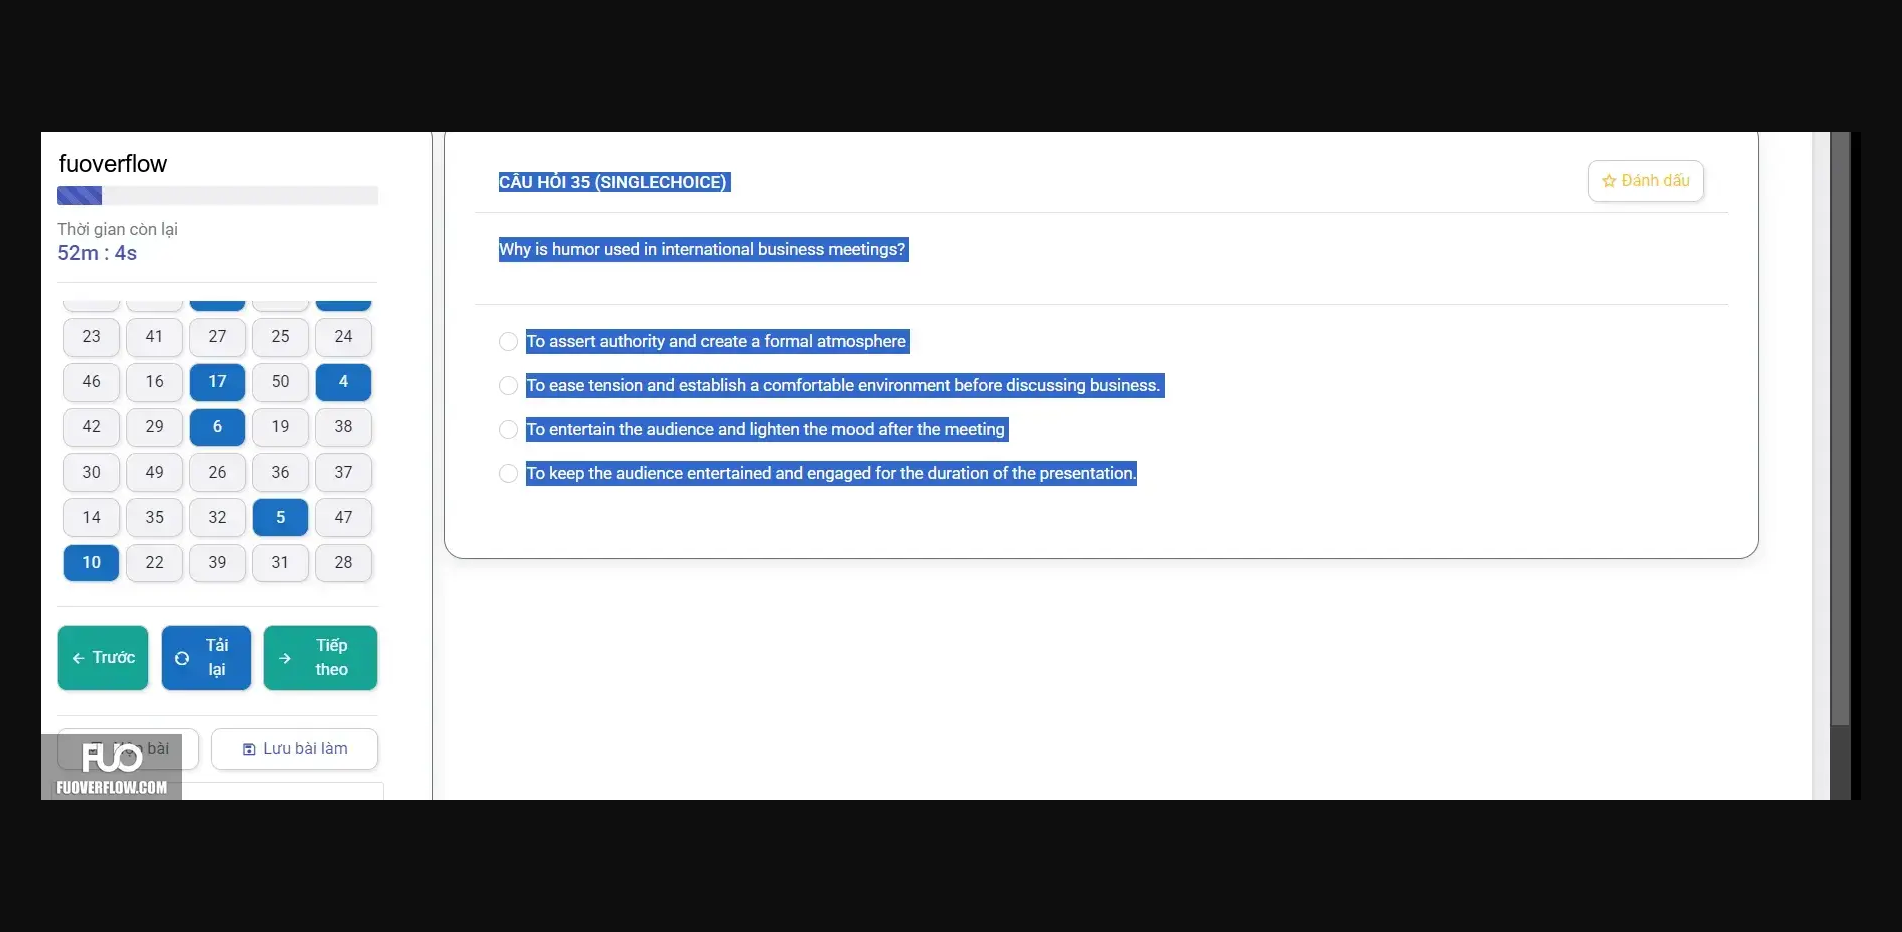 fuoverflow
Thời gian còn lại
52m : 4s
23 41 27 25 24
46 16 17 50 4
42 29 6 19 38
30 49 26 36 37
14 35 32 5 47
10 22 39 31 28
Trước
Tải lại
Tiếp theo
bài
Lưu bài làm
FUO
FUOVERFLOW.COM
CÂU HỎI 35 (SINGLECHOICE)
Đánh dấu
Why is humor used in international business meetings?
To assert authority and create a formal atmosphere
To ease tension and establish a comfortable environment before discussing business.
To entertain the audience and lighten the mood after the meeting
To keep the audience entertained and engaged for the duration of the presentation.